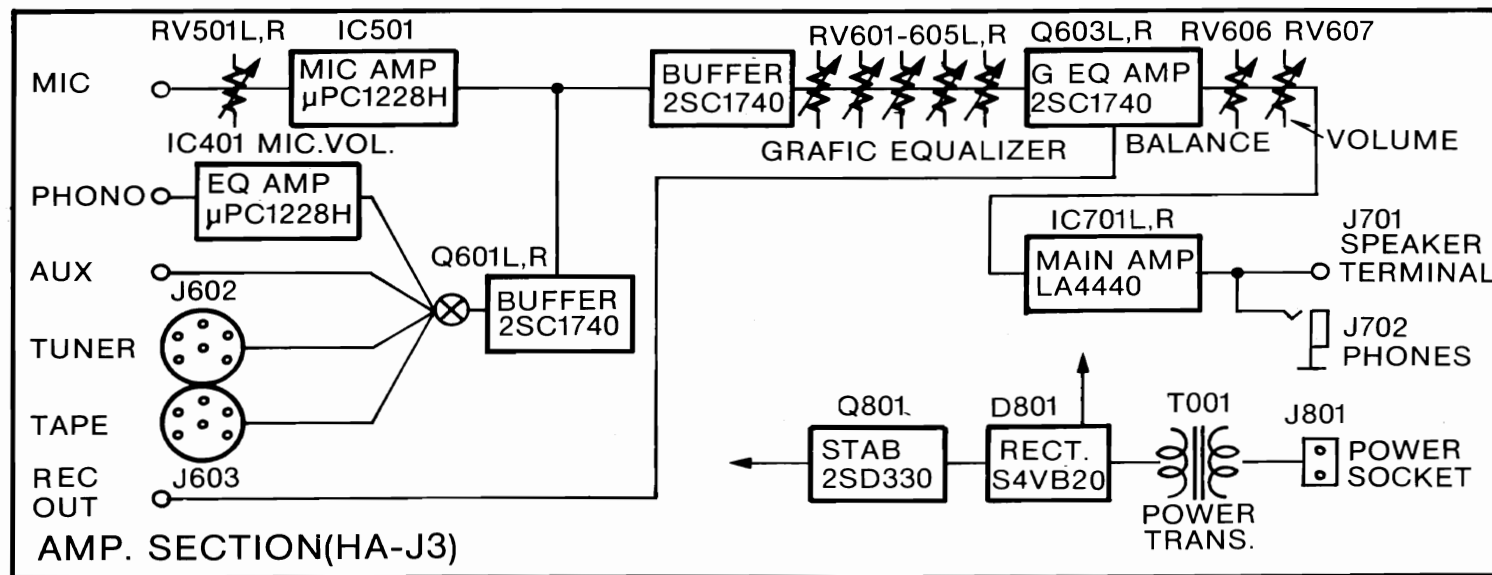 RV501L,R
IC501
RV601-605L,R
Q603L,R
RV606
RV607
MIC
MIC AMP
µPC1228H
BUFFER
2SC1740
G EQ AMP
2SC1740
IC401 MIC.VOL.
GRAFIC EQUALIZER
BALANCE
VOLUME
PHONO
EQ AMP
µPC1228H
IC701L,R
J701
SPEAKER
TERMINAL
MAIN AMP
LA4440
AUX
J602
Q601L,R
BUFFER
2SC1740
J702
PHONES
TUNER
TAPE
J603
Q801
D801
T001
J801
STAB
2SD330
RECT.
S4VB20
POWER
SOCKET
POWER
TRANS.
REC
OUT
AMP. SECTION(HA-J3)